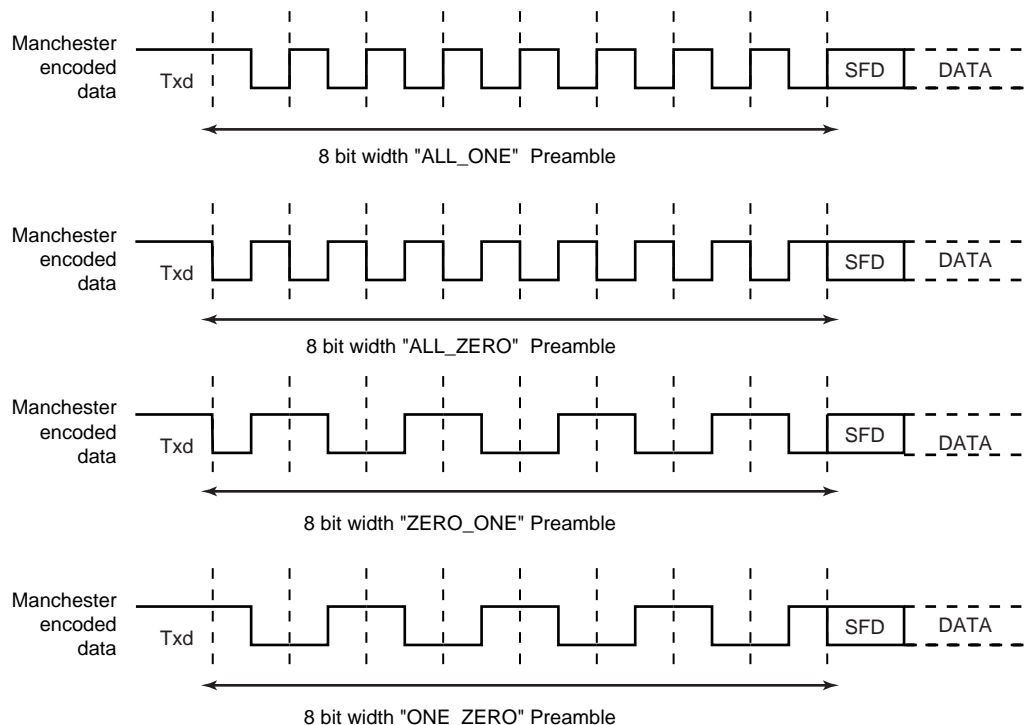 Manchester
encoded
data
Txd
SFD
DATA
8 bit width "ALL_ONE" Preamble
Manchester
encoded
data
Txd
SFD
DATA
8 bit width "ALL_ZERO" Preamble
Manchester
encoded
data
Txd
SFD
DATA
8 bit width "ZERO_ONE" Preamble
Manchester
encoded
data
Txd
SFD
DATA
8 bit width "ONE_ZERO" Preamble